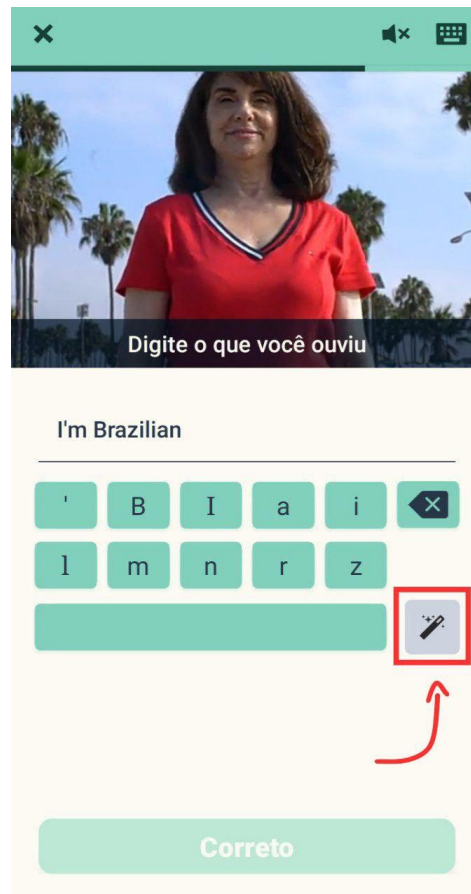 Digite o que você ouviu
I'm Brazilian
' B I a i
l m n r z
Correto